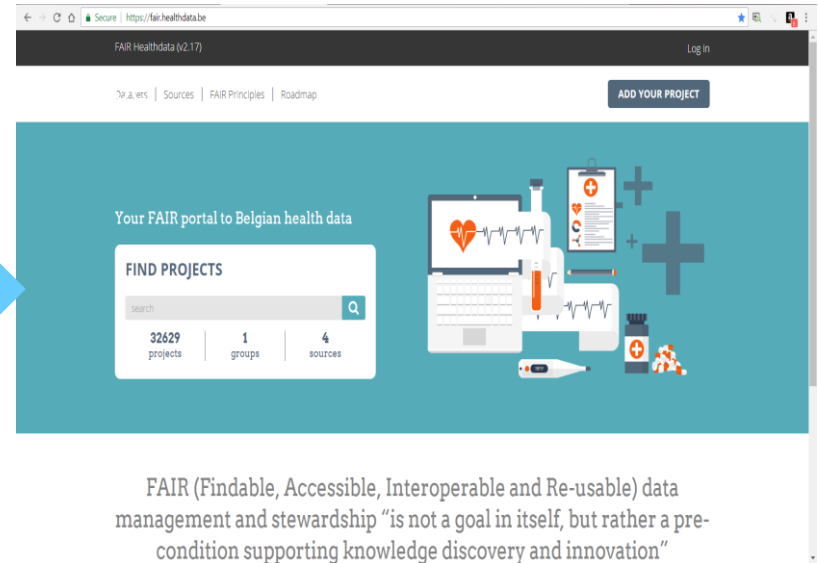 Secure | https://fair.healthdata.be
FAIR Healthdata (v2.17)
Log in
Datasets | Sources | FAIR Principles | Roadmap
ADD YOUR PROJECT
Your FAIR portal to Belgian health data
FIND PROJECTS
search
32629 1 4
projects groups sources
FAIR (Findable, Accessible, Interoperable and Re-usable) data
management and stewardship “is not a goal in itself, but rather a pre-
condition supporting knowledge discovery and innovation”